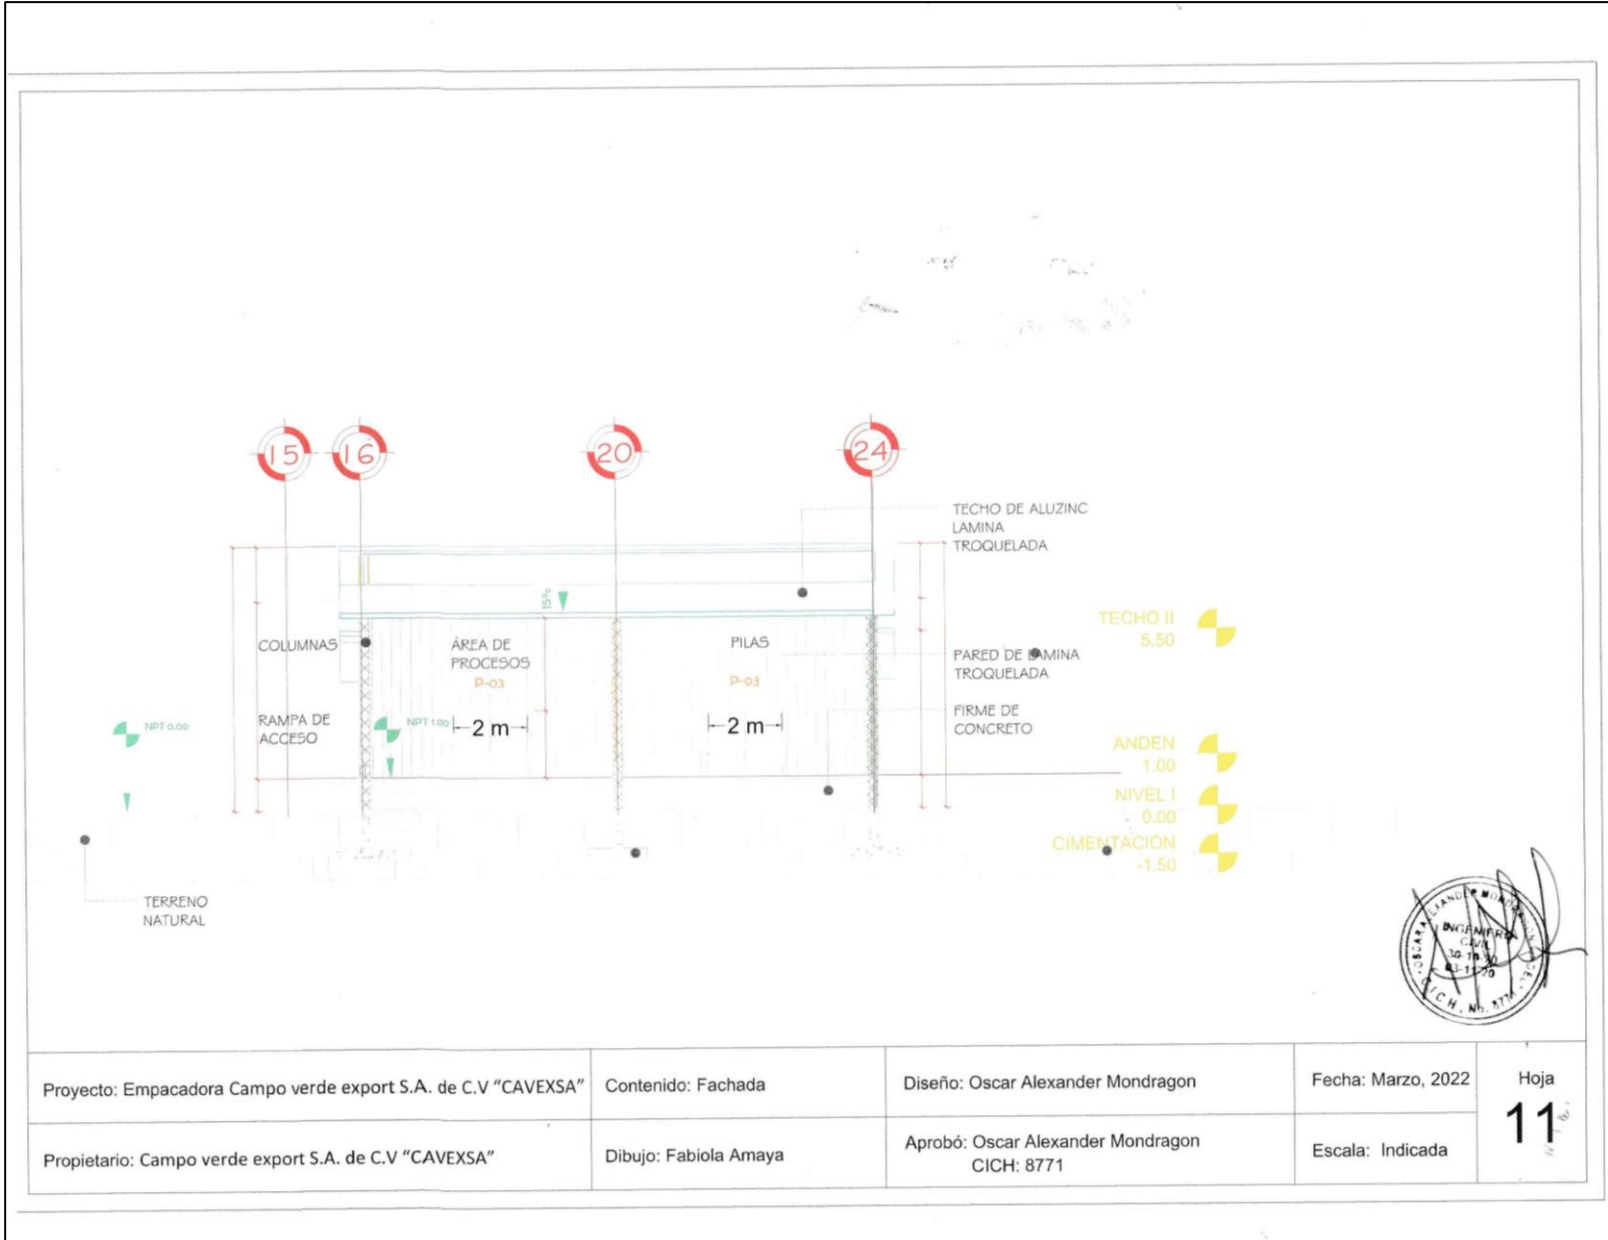 15 16 20 24
TECHO DE ALUZINC
LAMINA
TROQUELADA
15%
TECHO II
5.50
COLUMNAS
ÁREA DE
PROCESOS
P-03
PILAS
P-03
PARED DE LAMINA
TROQUELADA
NPT 0.00
RAMPA DE
ACCESO
NPT 1.00
2 m
2 m
FIRME DE
CONCRETO
ANDEN
1.00
NIVEL I
0.00
CIMENTACIÓN
-1.50
TERRENO
NATURAL
INGENIERO
CIVIL
Proyecto: Empacadora Campo verde export S.A. de C.V “CAVEXSA”
Contenido: Fachada
Diseño: Oscar Alexander Mondragon
Fecha: Marzo, 2022
Hoja
11
Propietario: Campo verde export S.A. de C.V “CAVEXSA”
Dibujo: Fabiola Amaya
Aprobó: Oscar Alexander Mondragon
CICH: 8771
Escala: Indicada